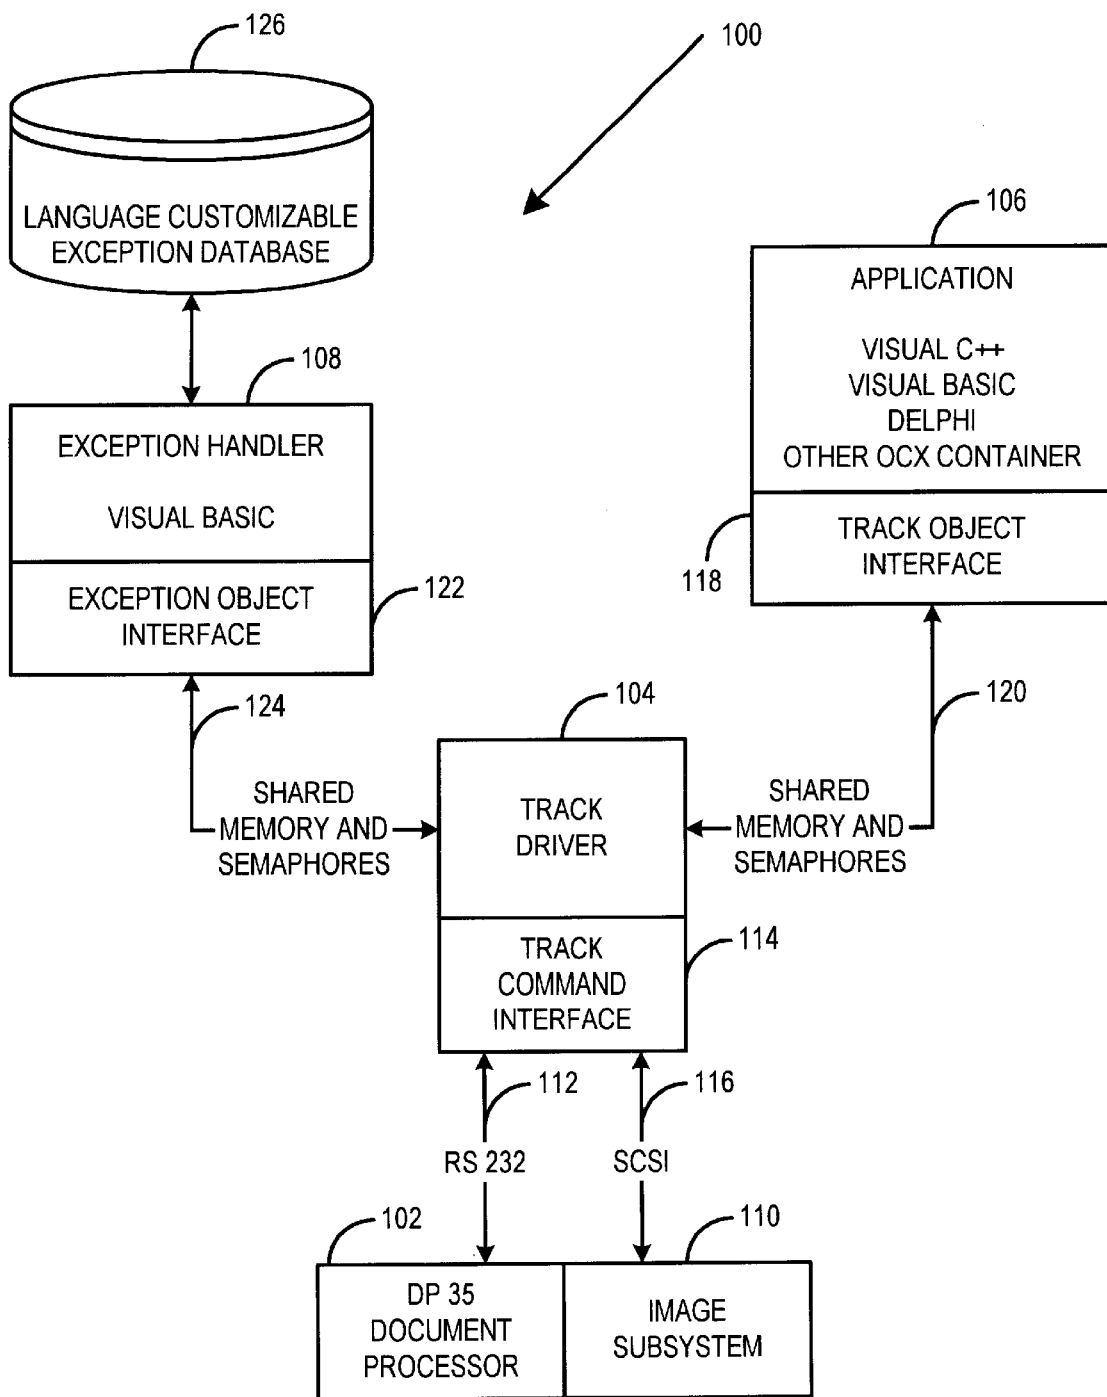 126
100
LANGUAGE CUSTOMIZABLE
EXCEPTION DATABASE
106
APPLICATION
VISUAL C++
VISUAL BASIC
DELPHI
OTHER OCX CONTAINER
108
EXCEPTION HANDLER
VISUAL BASIC
118
TRACK OBJECT
INTERFACE
EXCEPTION OBJECT
INTERFACE
122
124
104
120
SHARED
MEMORY AND
SEMAPHORES
TRACK
DRIVER
SHARED
MEMORY AND
SEMAPHORES
TRACK
COMMAND
INTERFACE
114
112
116
RS 232
SCSI
102
110
DP 35
DOCUMENT
PROCESSOR
IMAGE
SUBSYSTEM